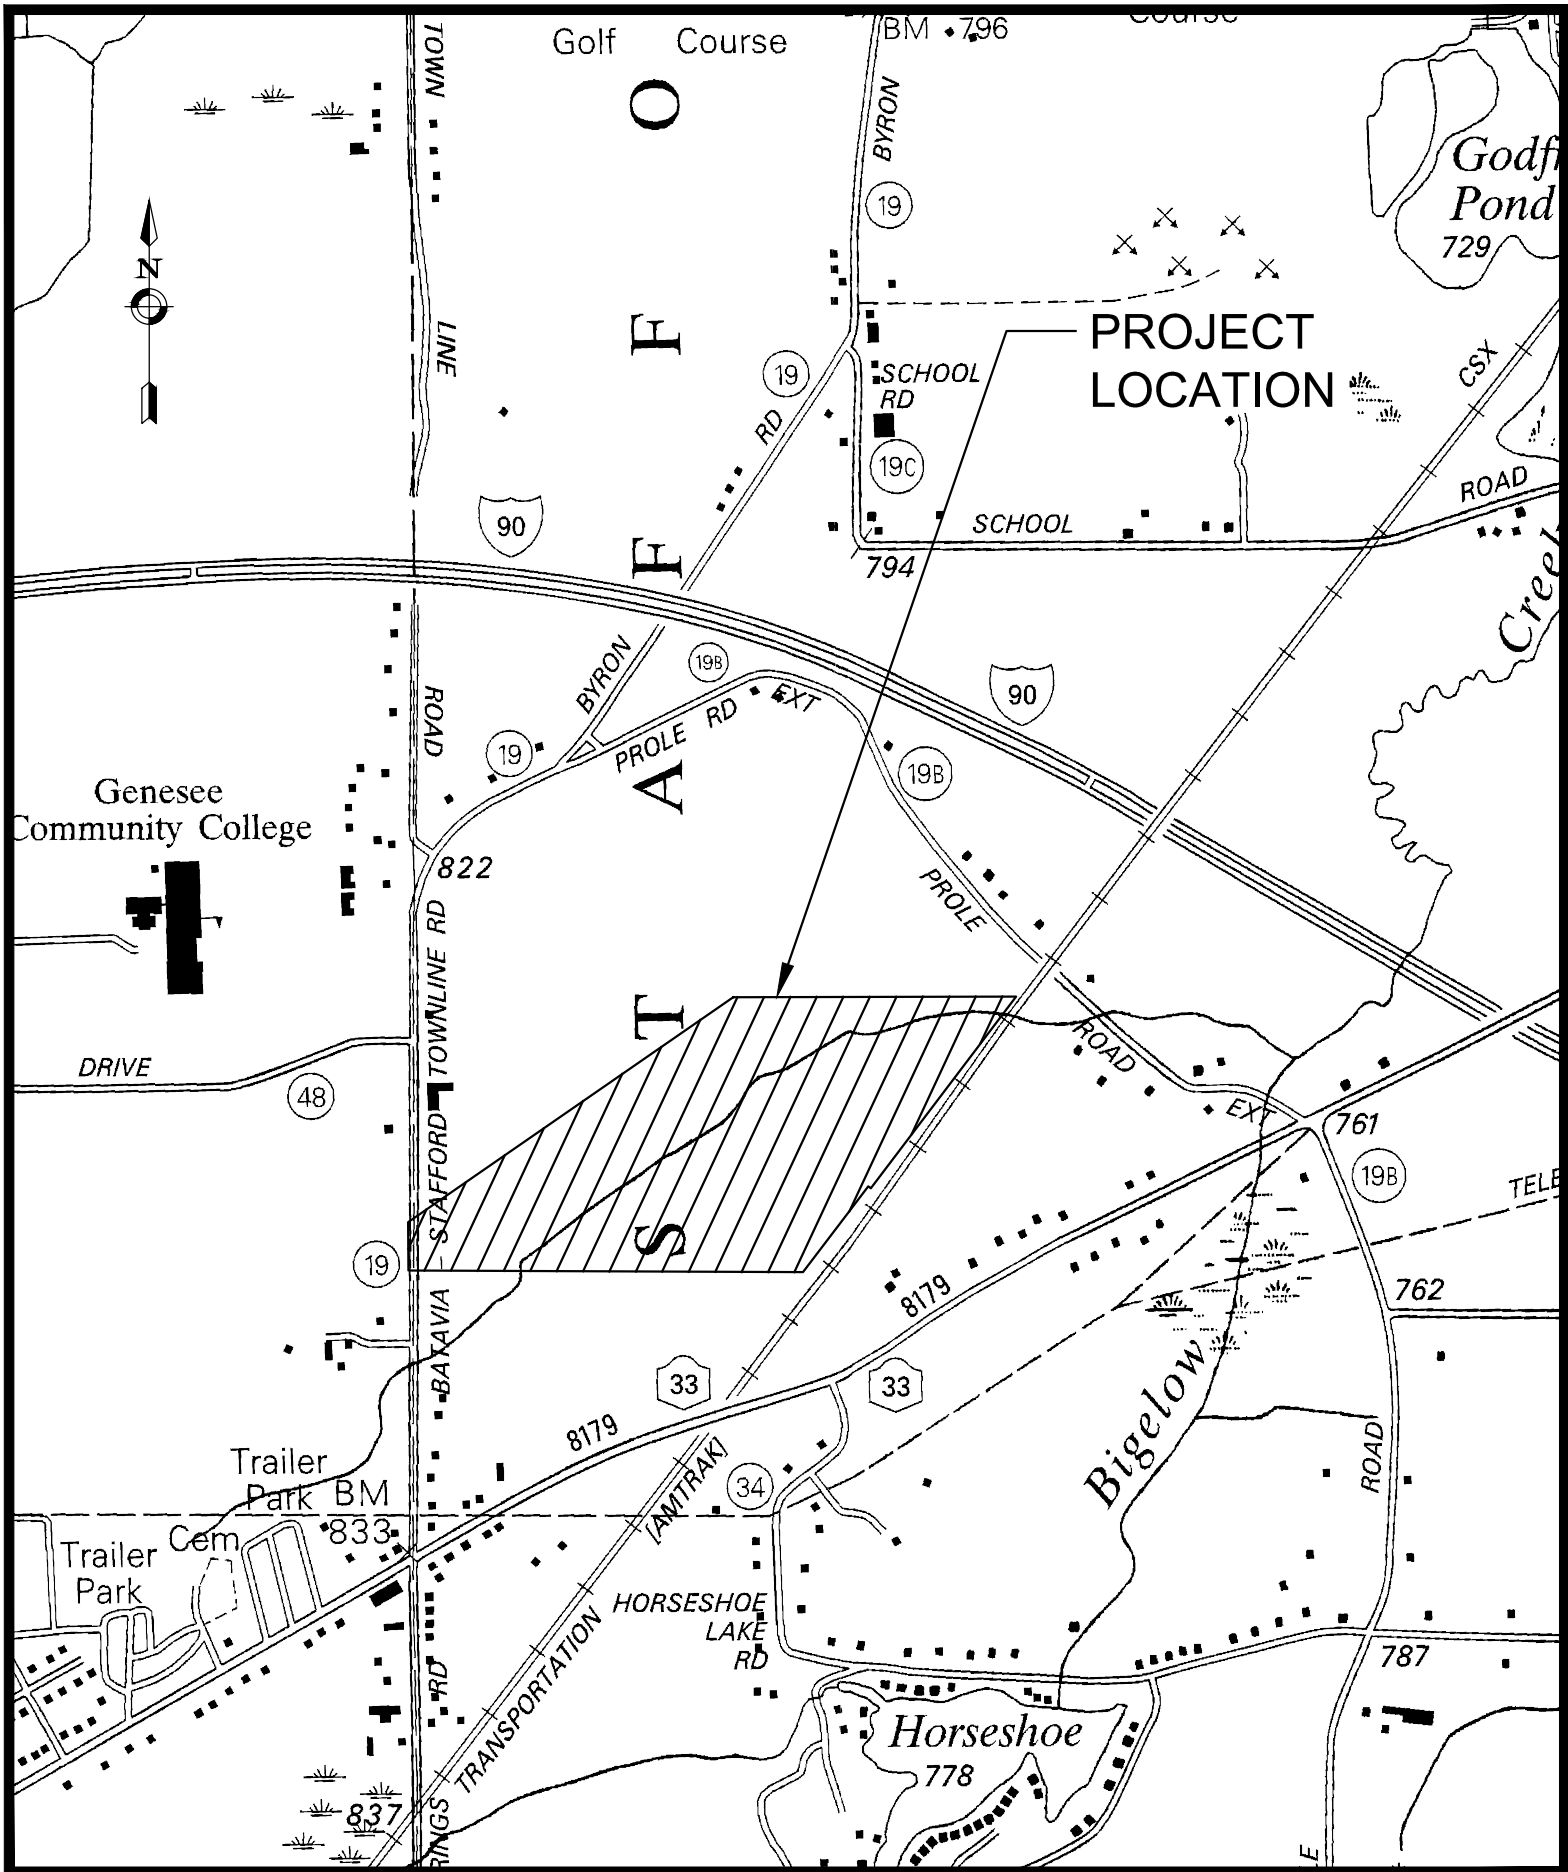 Golf Course
BM 796
Course
TOWN
LINE
ROAD
N
BYRON
19
Pond
729
PROJECT
LOCATION
CSX
19
RD
SCHOOL
RD
19C
ROAD
SCHOOL
794
90
BYRON
19B
PROLE RD EXT
90
19
19B
Genesee
Community College
822
PROLE
ROAD
EXT
DRIVE
48
BATAVIA - STAFFORD TOWNLINE RD
STAFFO
761
19B
19
762
8179
33
33
8179
[AMTRAK]
Bigelow
ROAD
Trailer
Park
BM
833
34
Trailer
Park
Cem
HORSESHOE
LAKE
RD
RD
TRANSPORTATION
787
Horseshoe
778
837
RINGS